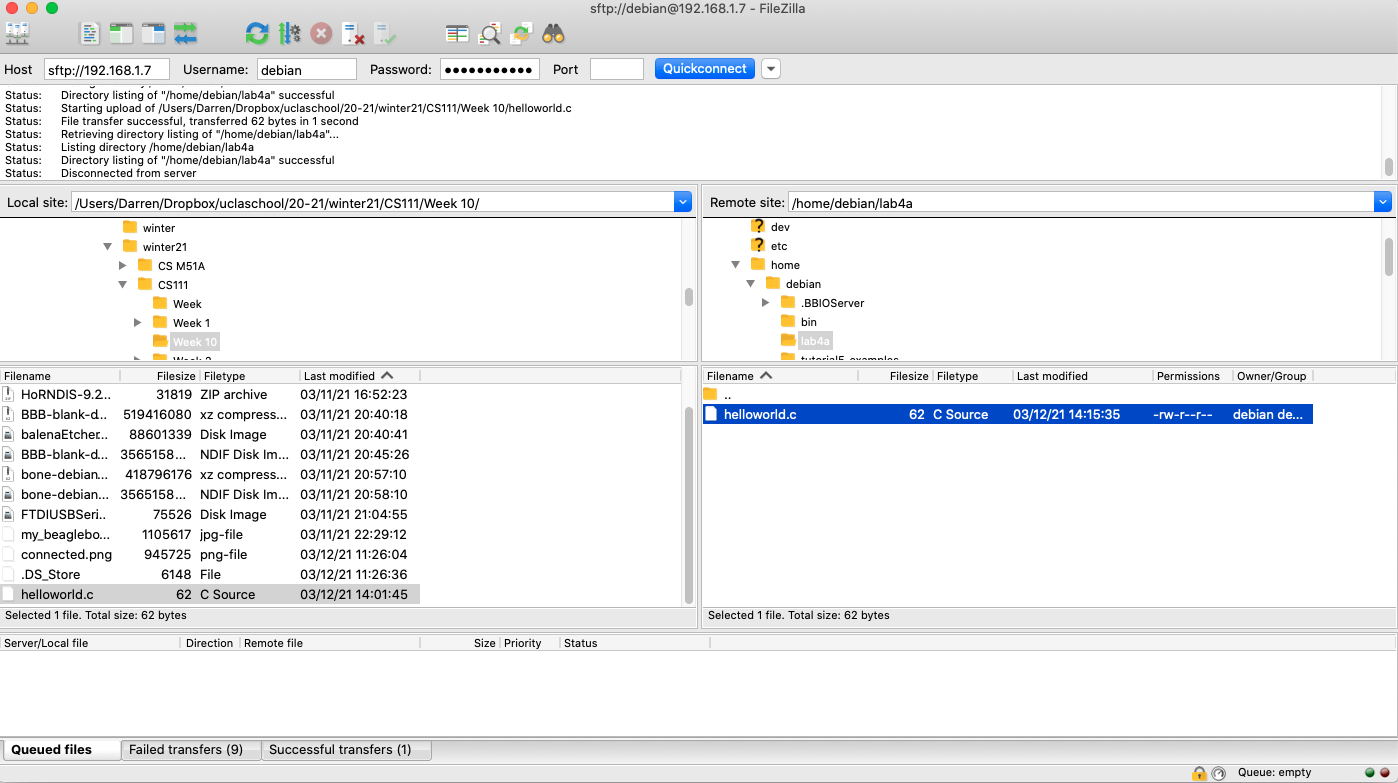 sftp://debian@192.168.1.7 - FileZilla
Host sftp://192.168.1.7 Username: debian Password: ●●●●●●●●●●● Port Quickconnect
Status: Directory listing of "/home/debian/lab4a" successful
Status: Starting upload of /Users/Darren/Dropbox/uclaschool/20-21/winter21/CS111/Week 10/helloworld.c
Status: File transfer successful, transferred 62 bytes in 1 second
Status: Retrieving directory listing of "/home/debian/lab4a"...
Status: Listing directory /home/debian/lab4a
Status: Directory listing of "/home/debian/lab4a" successful
Status: Disconnected from server
Local site: /Users/Darren/Dropbox/uclaschool/20-21/winter21/CS111/Week 10/
winter
winter21
CS M51A
CS111
Week
Week 1
Week 10
Filename Filesize Filetype Last modified
HoRNDIS-9.2... 31819 ZIP archive 03/11/21 16:52:23
BBB-blank-d... 519416080 xz compress... 03/11/21 20:40:18
balenaEtcher.. 88601339 Disk Image 03/11/21 20:40:41
BBB-blank-d... 3565158... NDIF Disk Im... 03/11/21 20:45:26
bone-debian... 418796176 xz compress... 03/11/21 20:57:10
bone-debian... 3565158... NDIF Disk Im... 03/11/21 20:58:10
FTDIUSBSeri.. 75526 Disk Image 03/11/21 21:04:55
my_beaglebo... 1105617 jpg-file 03/11/21 22:29:12
connected.png 945725 png-file 03/12/21 11:26:04
.DS_Store 6148 File 03/12/21 11:26:36
helloworld.c 62 C Source 03/12/21 14:01:45
Selected 1 file. Total size: 62 bytes
Remote site: /home/debian/lab4a
dev
etc
home
debian
.BBIOServer
bin
lab4a
tutorial5_examples
Filename Filesize Filetype Last modified Permissions Owner/Group
..
helloworld.c 62 C Source 03/12/21 14:15:35 -rw-r--r-- debian de...
Selected 1 file. Total size: 62 bytes
Server/Local file Direction Remote file Size Priority Status
Queued files Failed transfers (9) Successful transfers (1)
Queue: empty